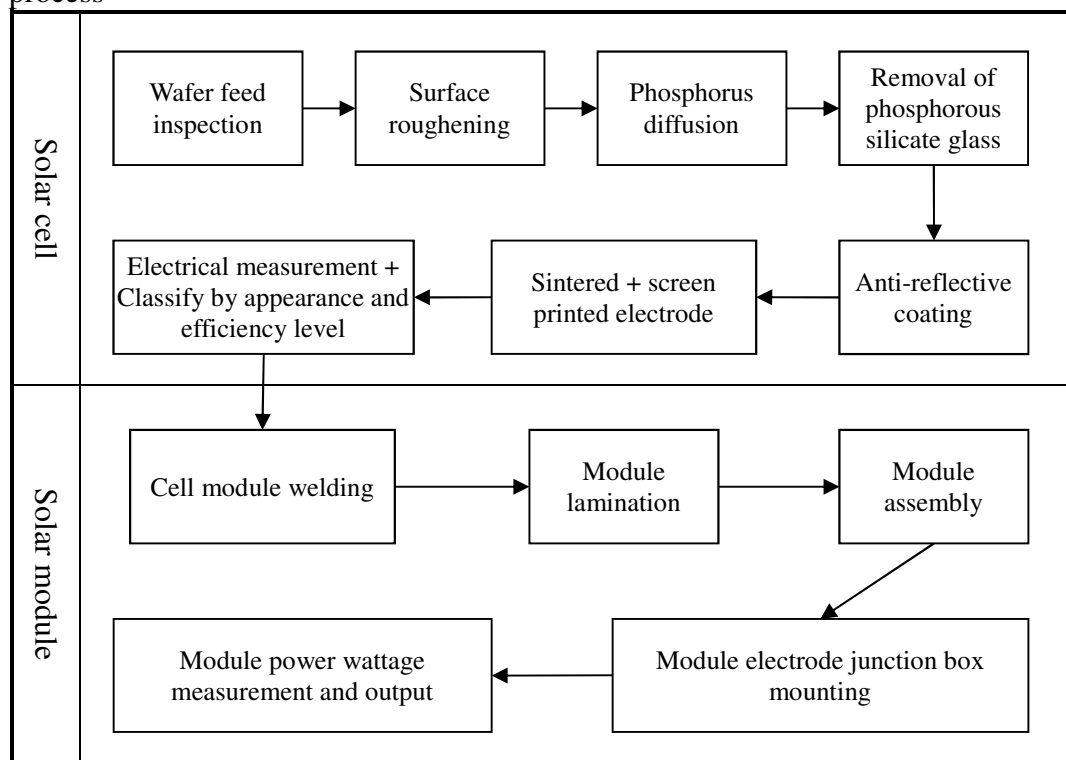 process
Solar cell
Wafer feed
inspection
Surface
roughening
Phosphorus
diffusion
Removal of
phosphorous
silicate glass
Anti-reflective
coating
Sintered + screen
printed electrode
Electrical measurement +
Classify by appearance and
efficiency level
Solar module
Cell module welding
Module
lamination
Module
assembly
Module electrode junction box
mounting
Module power wattage
measurement and output